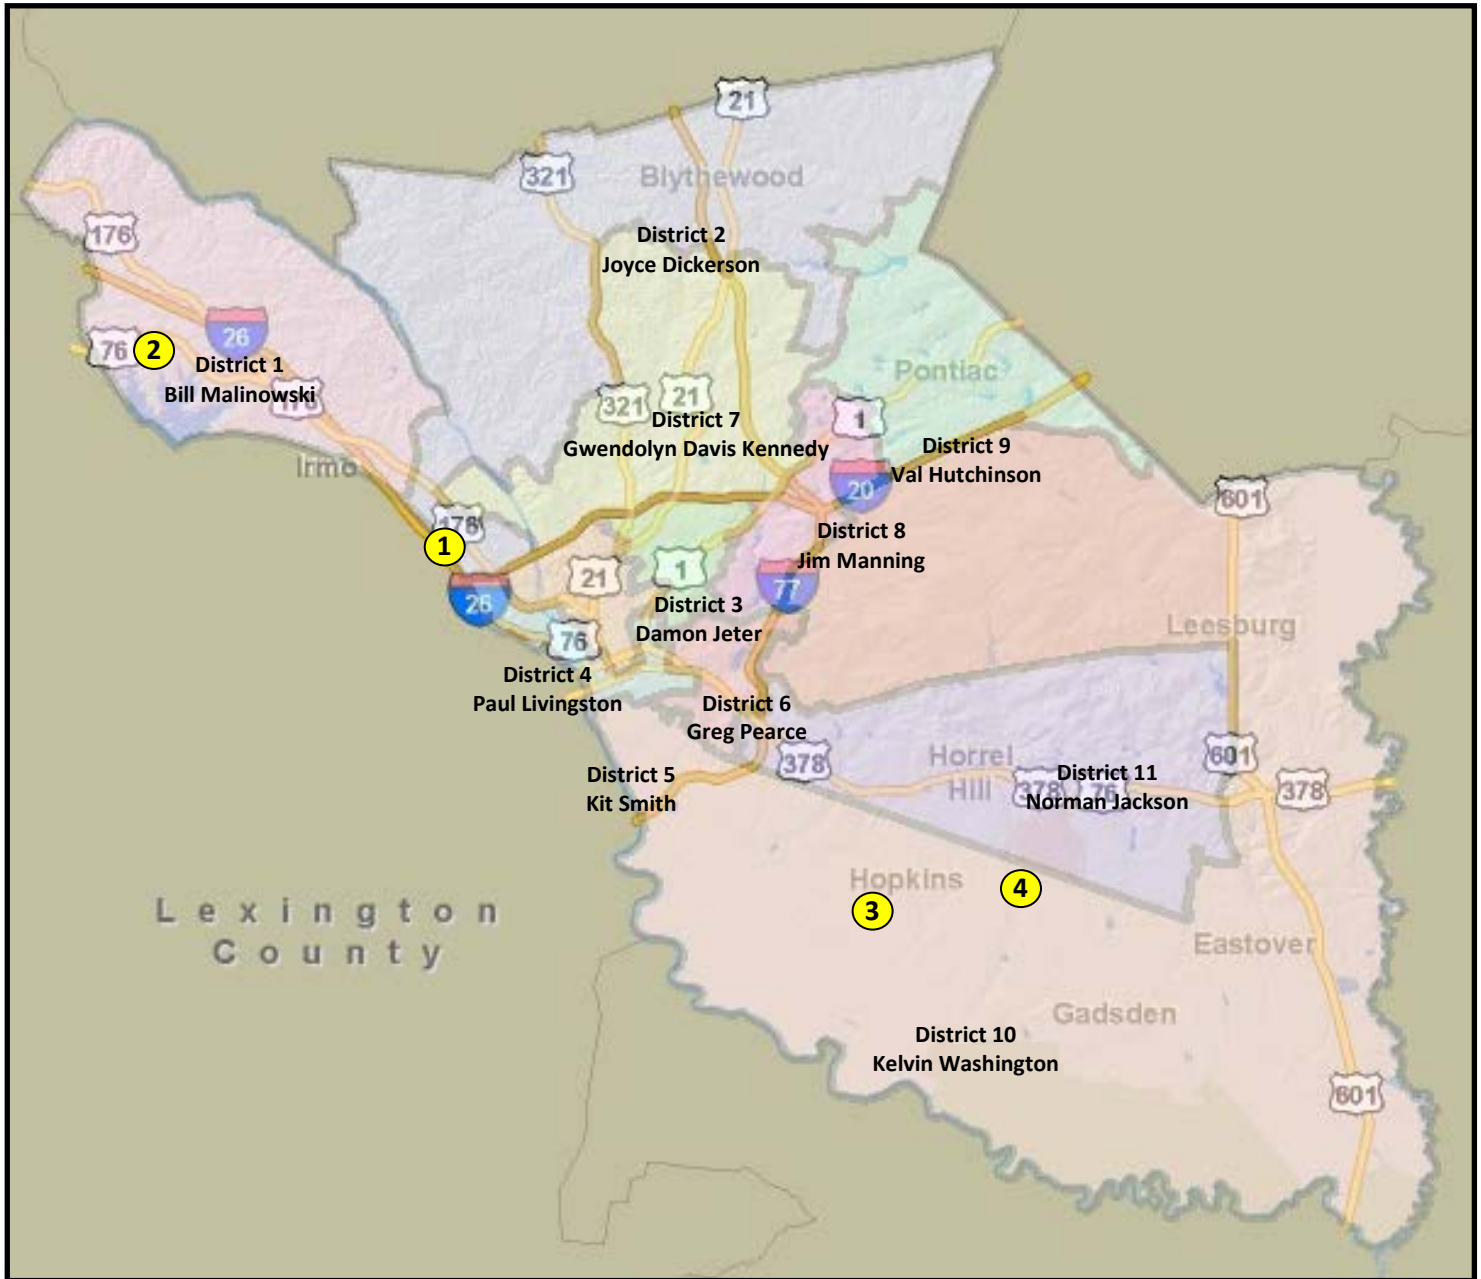 21
321
Blythewood
District 2
Joyce Dickerson
176
26
76
2
District 1
Bill Malinowski
176
Pontiac
321
21
1
District 7
Gwendolyn Davis Kennedy
District 9
Val Hutchinson
Irmo
20
601
176
1
District 8
Jim Manning
21
1
77
26
District 3
Damon Jeter
76
Leesburg
District 4
Paul Livingston
District 6
Greg Pearce
378
Horrel
Hill
601
District 11
Norman Jackson
378
76
378
District 5
Kit Smith
Hopkins
4
3
Lexington
County
Eastover
Gadsden
District 10
Kelvin Washington
601